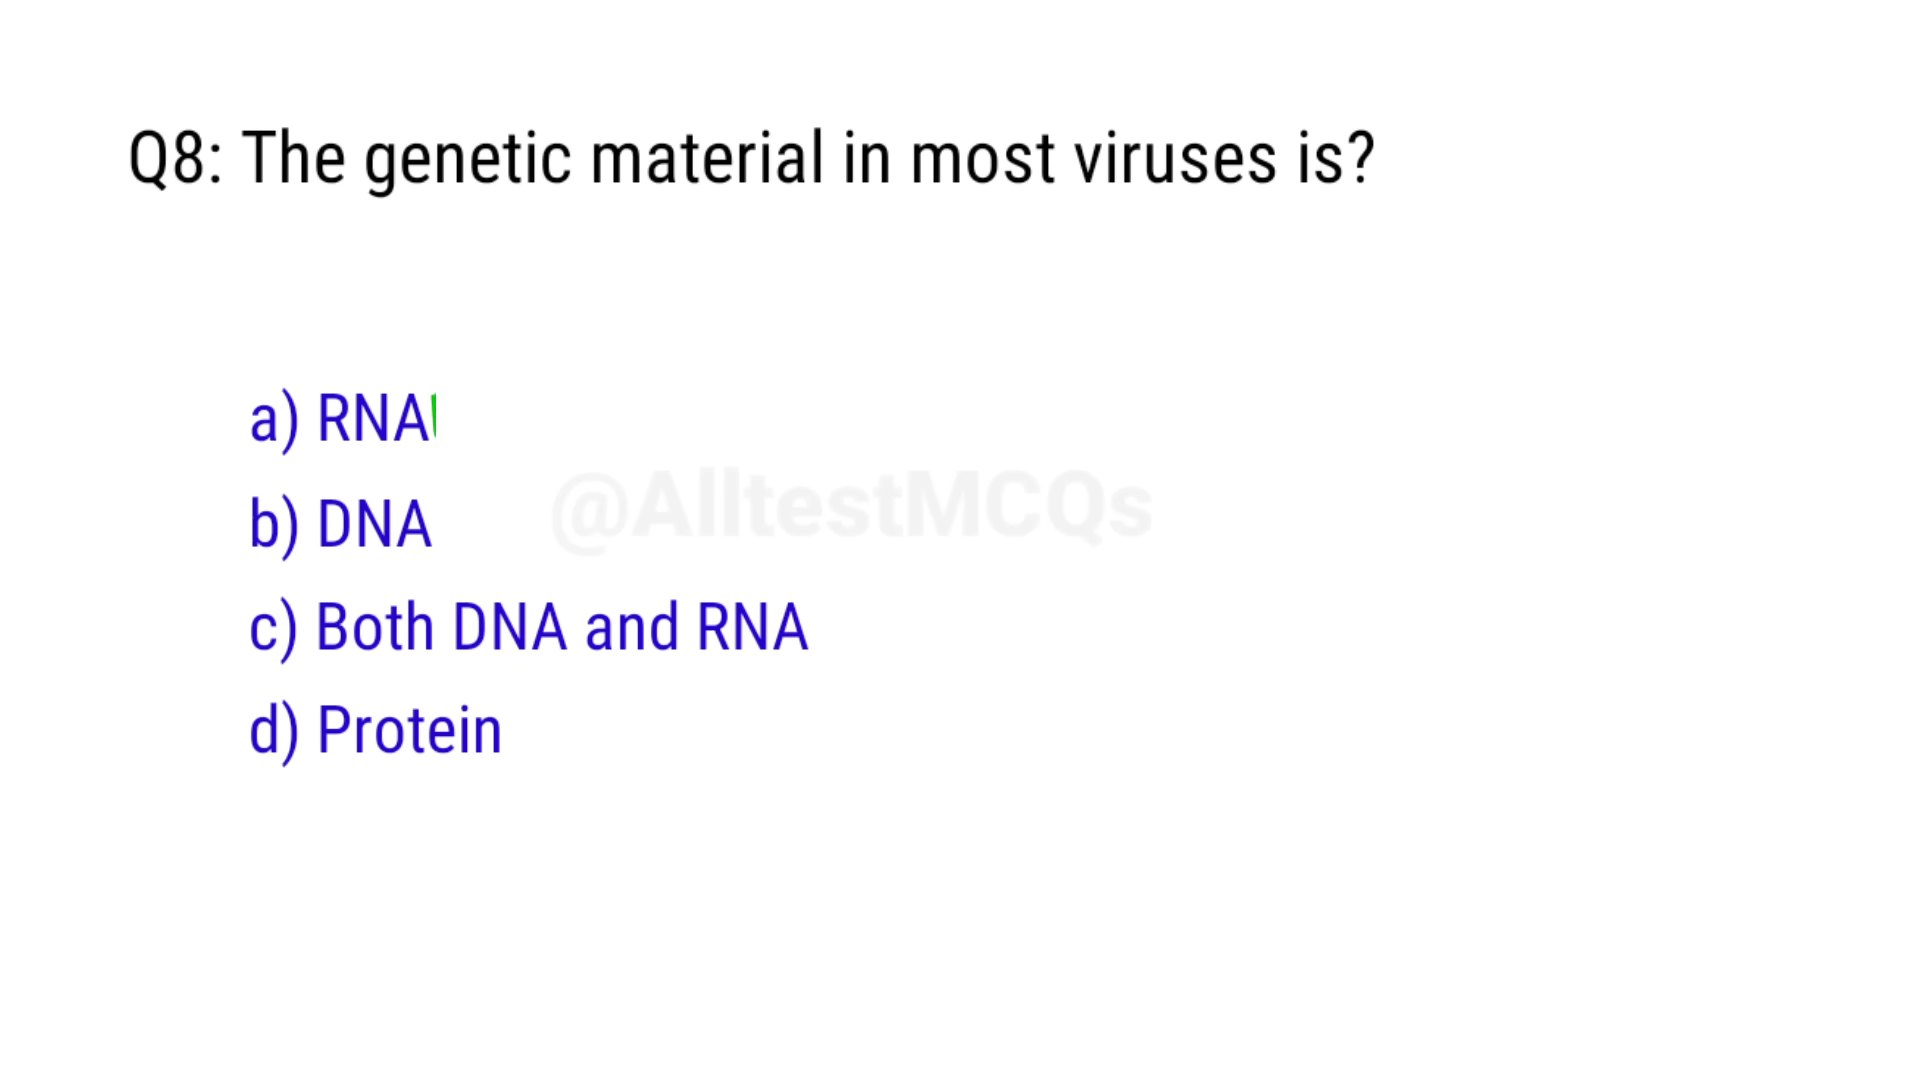 Q8: The genetic material in most viruses is?
a) RNA
@AlltestMCQs
b) DNA
c) Both DNA and RNA
d) Protein